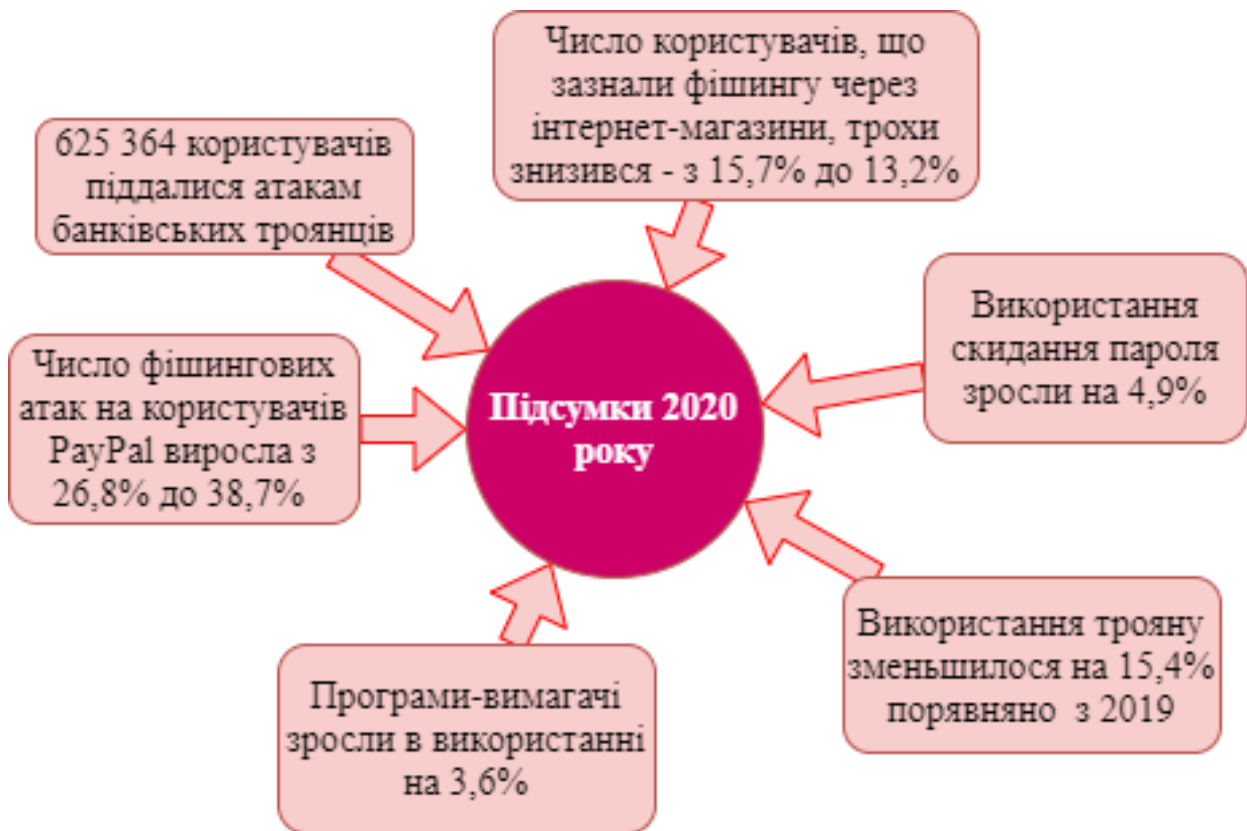 Число користувачів, що
зазнали фішингу через
інтернет-магазини, трохи
знизився - з 15,7% до 13,2%
625 364 користувачів
піддалися атакам
банківських троянців
Використання
скидання пароля
зросли на 4,9%
Число фішингових
атак на користувачів
PayPal виросла з
26,8% до 38,7%
Підсумки 2020
року
Використання трояну
зменьшилося на 15,4%
порявняно з 2019
Програми-вимагачі
зросли в використанні
на 3,6%